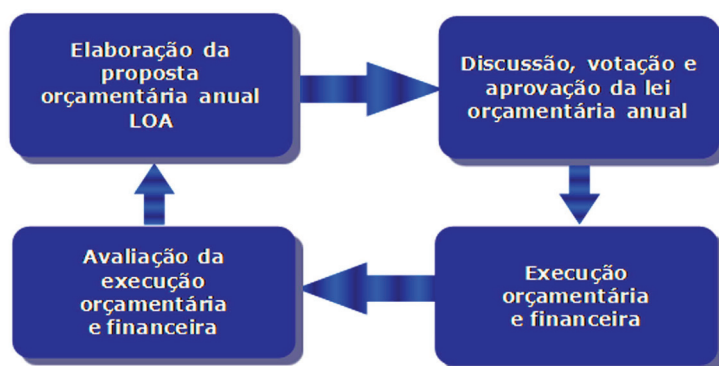 Elaboração da
proposta
orçamentária anual
LOA
Discussão, votação e
aprovação da lei
orçamentária anual
Avaliação da
execução
orçamentária
e financeira
Execução
orçamentária
e financeira